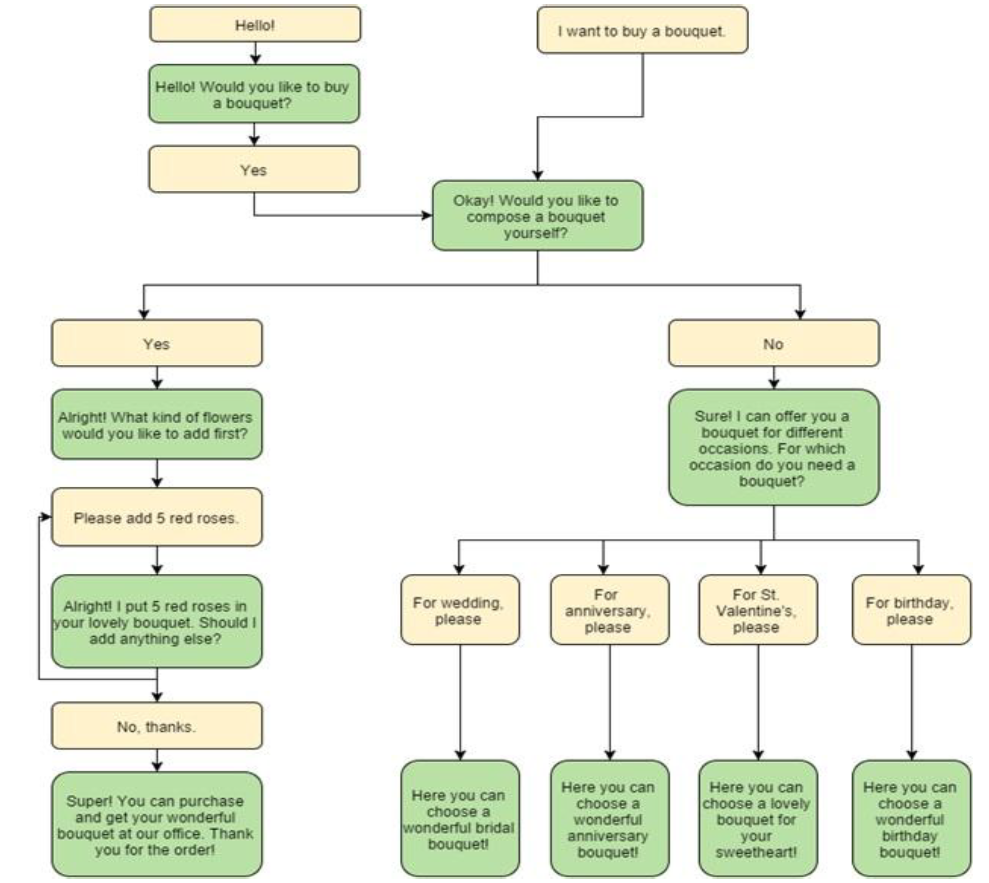 Hello!
I want to buy a bouquet.
Hello! Would you like to buy
a bouquet?
Yes
Okay! Would you like to
compose a bouquet
yourself?
Yes
Alright! What kind of flowers
would you like to add first?
Please add 5 red roses.
Alright! I put 5 red roses in
your lovely bouquet. Should I
add anything else?
No, thanks.
Super! You can purchase
and get your wonderful
bouquet at our office. Thank
you for the order!
No
Sure! I can offer you a
bouquet for different
occasions. For which
occasion do you need a
bouquet?
For wedding,
please
For
anniversary,
please
For St.
Valentine's,
please
For birthday,
please
Here you can
choose a
wonderful bridal
bouquet!
Here you can
choose a
wonderful
anniversary
bouquet!
Here you can
choose a lovely
bouquet for
your
sweetheart!
Here you can
choose a
wonderful
birthday
bouquet!